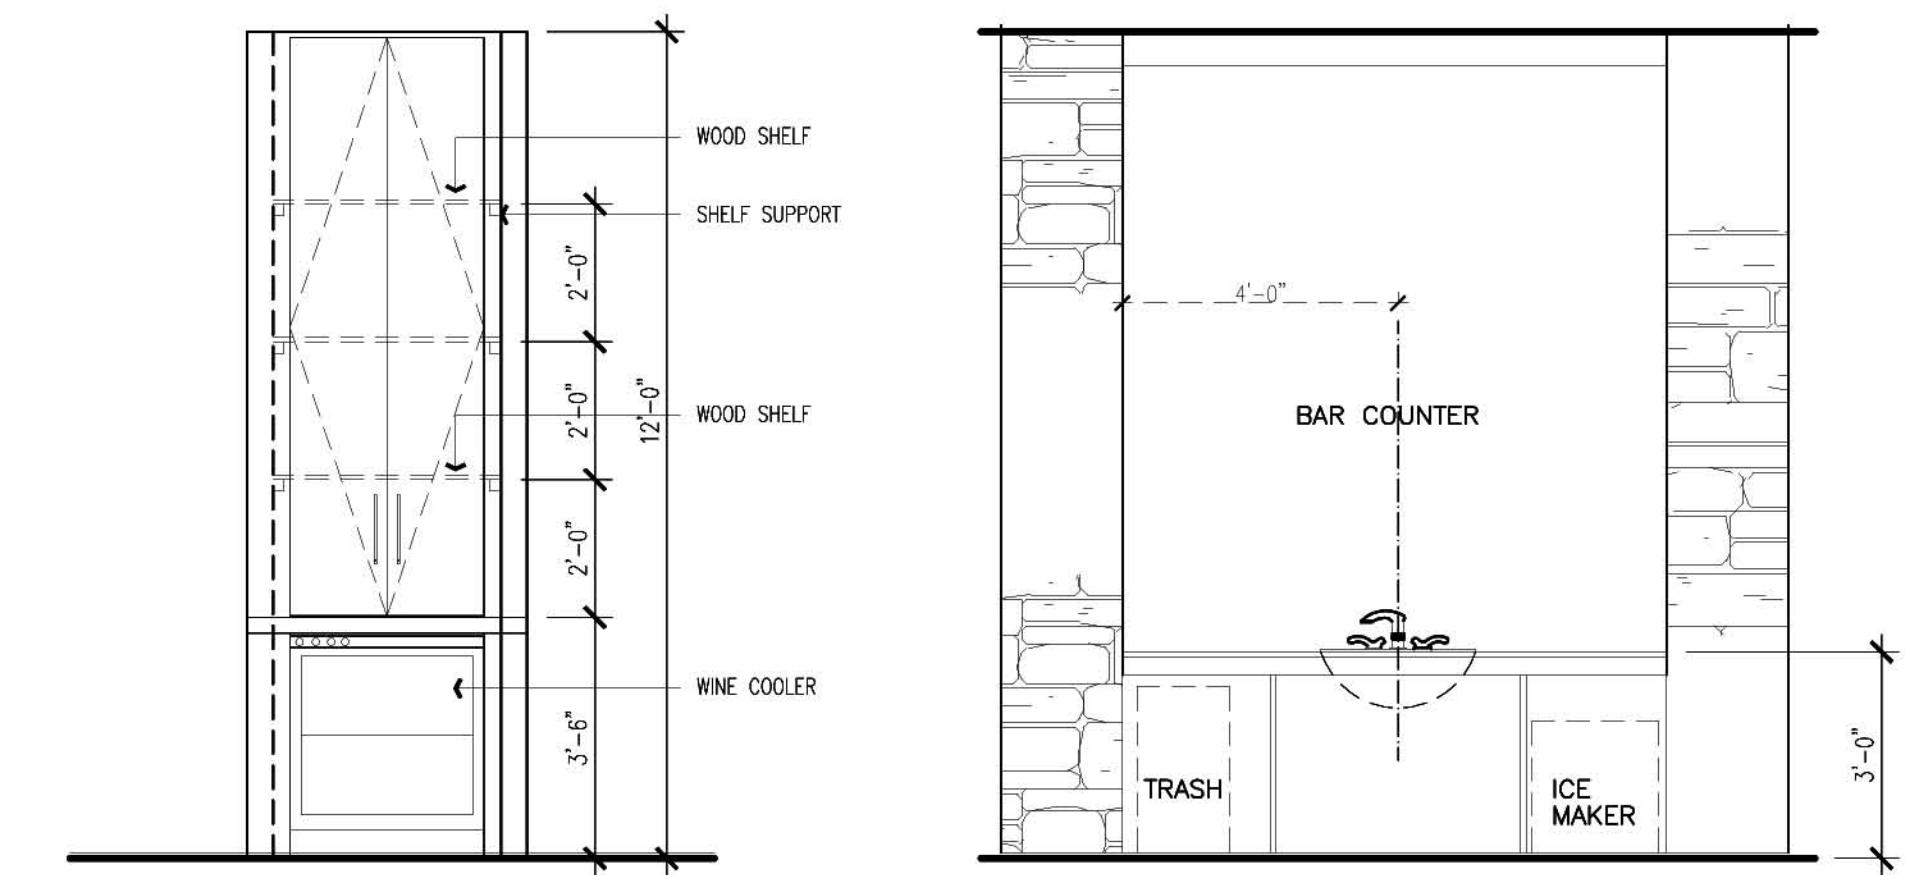 WOOD SHELF
SHELF SUPPORT
2'-0"
2'-0"
12'-0"
WOOD SHELF
2'-0"
WINE COOLER
3'-6"
4'-0"
BAR COUNTER
TRASH
ICE
MAKER
3'-0"